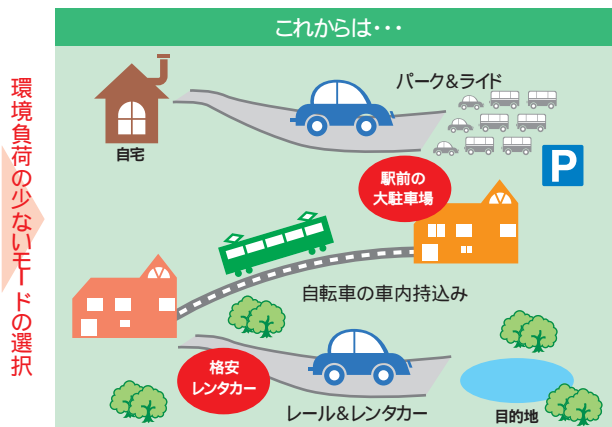 これからは・・・
環境負荷の少ないモードの選択
パーク&ライド
自宅
P
駅前の
大駐車場
自転車の車内持込み
格安
レンタカー
レール&レンタカー
目的地